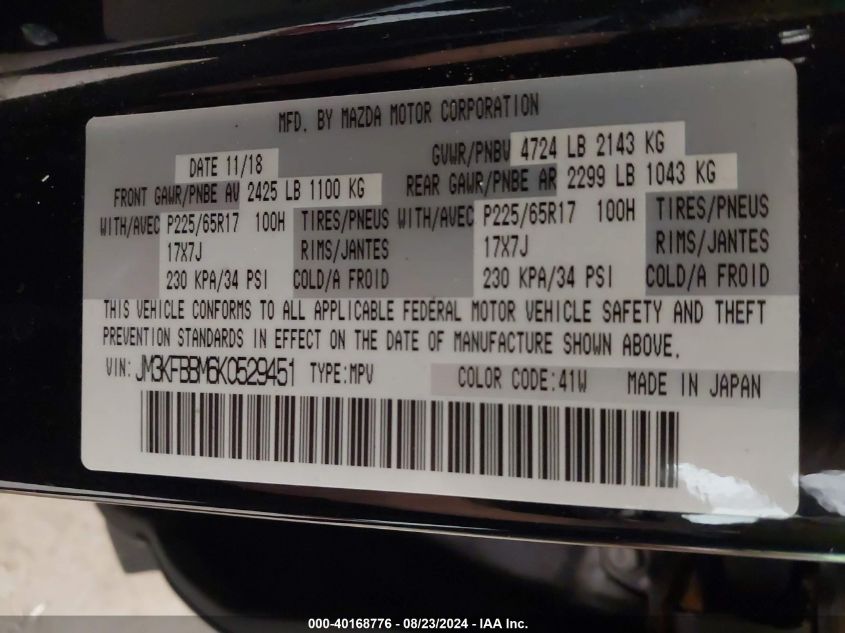 MFD. BY MAZDA MOTOR CORPORATION
DATE 11/18 GVWR/PNBV 4724 LB 2143 KG
FRONT GAWR/PNBE AV 2425 LB 1100 KG REAR GAWR/PNBE AR 2299 LB 1043 KG
WITH/AVEC P225/65R17 100H TIRES/PNEUS WITH/AVEC P225/65R17 100H TIRES/PNEUS
17X7J RIMS/JANTES 17X7J RIMS/JANTES
230 KPA/34 PSI COLD/A FROID 230 KPA/34 PSI COLD/A FROID
THIS VEHICLE CONFORMS TO ALL APPLICABLE FEDERAL MOTOR VEHICLE SAFETY AND THEFT
PREVENTION STANDARDS IN EFFECT ON THE DATE OF MANUFACTURE SHOWN ABOVE.
VIN: JM3KFBBM6K0529451 TYPE:MPV COLOR CODE:41W MADE IN JAPAN
000-40168776 - 08/23/2024 - IAA Inc.